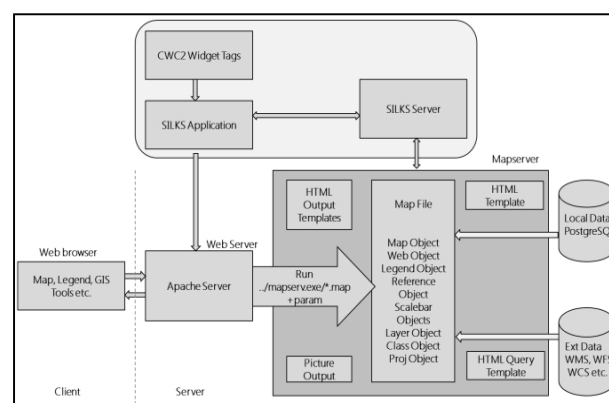 CWC2 Widget Tags
SILKS Application
SILKS Server
Mapserver
HTML
Output
Templates
Map File
HTML
Template
Local Data
PostgreSQ
Web browser
Web Server
Map Object
Web Object
Legend Object
Reference
Object
Scalebar
Objects
Layer Object
Class Object
Proj Object
Map, Legend, GIS
Tools etc.
Apache Server
Run
../mapserv.exe/*.map
+param
Picture
Output
HTML Query
Template
Ext Data
WMS, WFS
WCS etc.
Client
Server